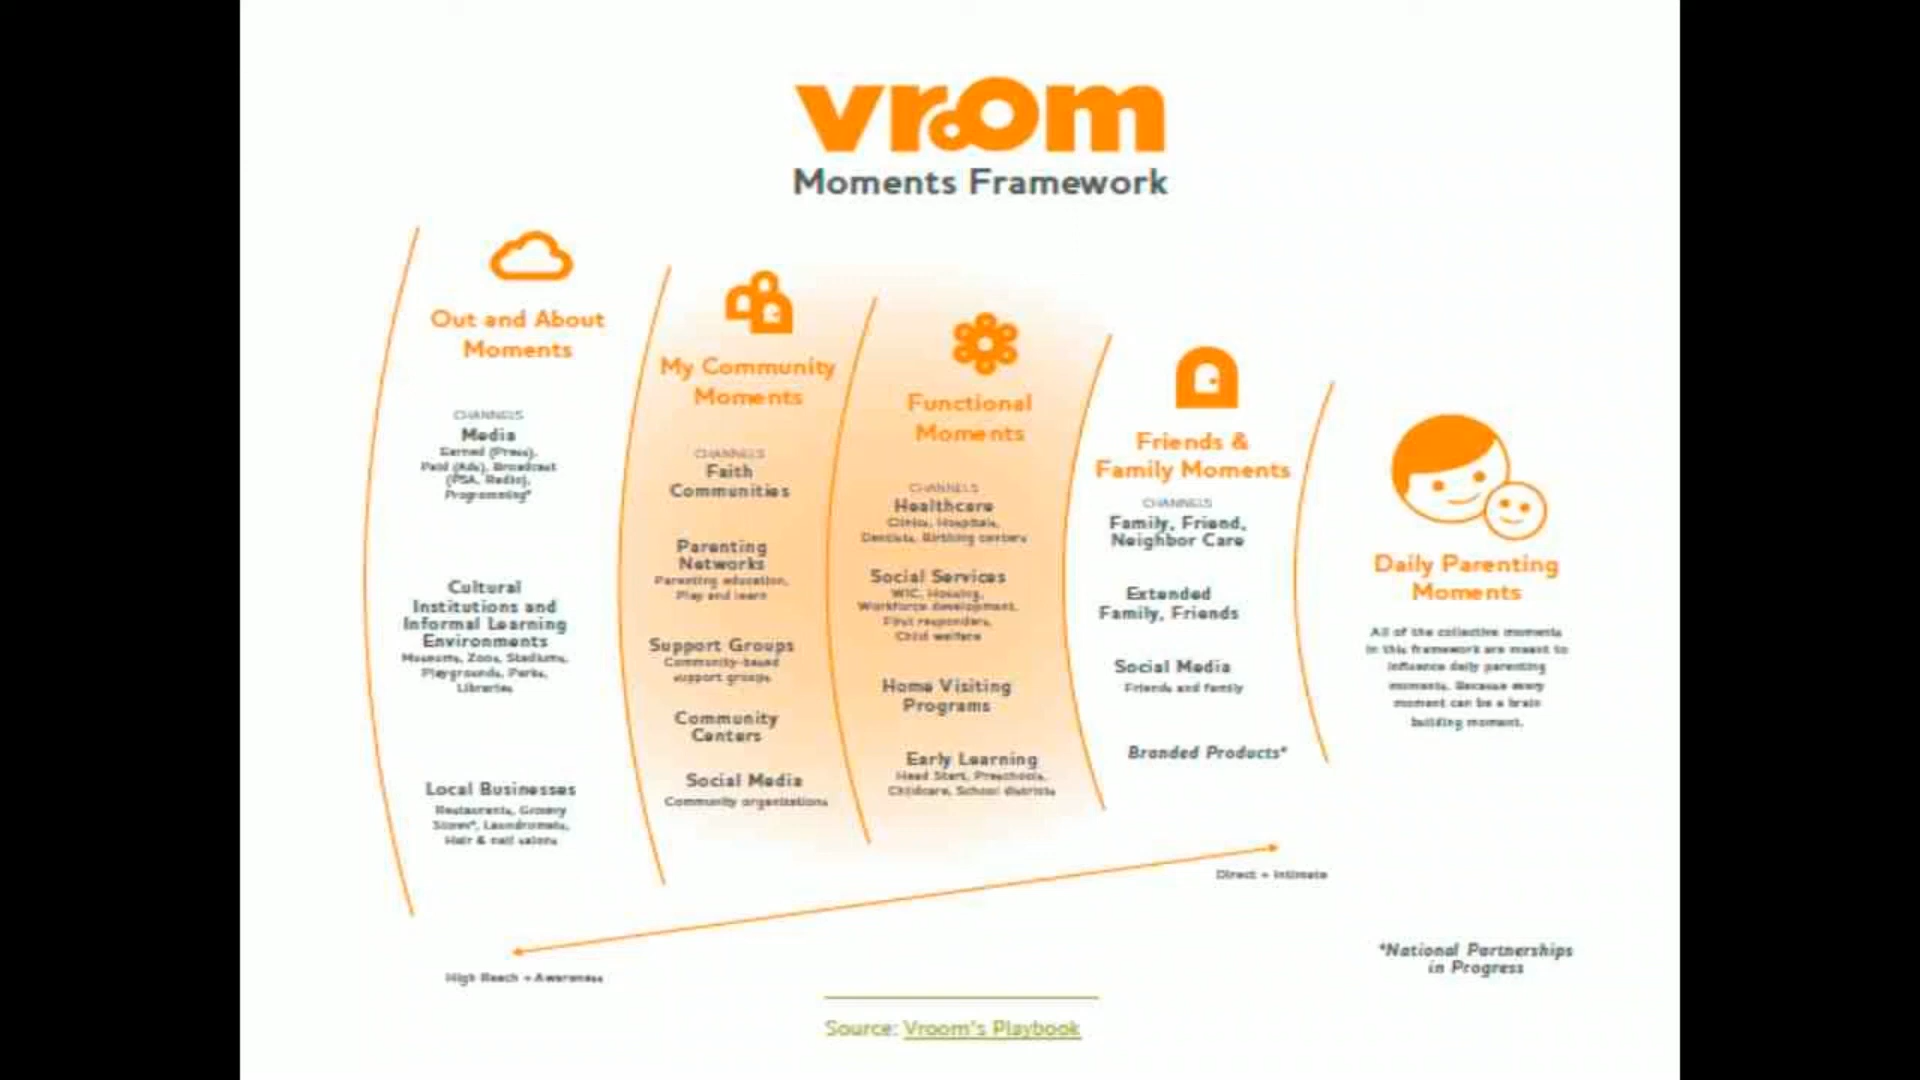 vroom
Moments Framework
Out and About
Moments
CHANNELS
Media
Earned (Press),
Paid (Ads), Broadcast
(PSA, Radio),
Programming*
Cultural
Institutions and
Informal Learning
Environments
Museums, Zoos, Stadiums,
Playgrounds, Parks,
Libraries
Local Businesses
Restaurants, Grocery
Stores*, Laundromats,
Hair & nail salons
My Community
Moments
CHANNELS
Faith
Communities
Parenting
Networks
Parenting education,
Play and learn
Support Groups
Community-based
support groups
Community
Centers
Social Media
Community organizations
Functional
Moments
CHANNELS
Healthcare
Clinics, Hospitals,
Dentists, Birthing centers
Social Services
WIC, Housing,
Workforce development,
First responders,
Child welfare
Home Visiting
Programs
Early Learning
Head Start, Preschools,
Childcare, School districts
Friends &
Family Moments
CHANNELS
Family, Friend,
Neighbor Care
Extended
Family, Friends
Social Media
Friends and family
Branded Products*
Daily Parenting
Moments
All of the collective moments
in this framework are meant to
influence daily parenting
moments. Because every
moment can be a brain
building moment.
Direct + Intimate
High Reach + Awareness
*National Partnerships
in Progress
Source: Vroom's Playbook